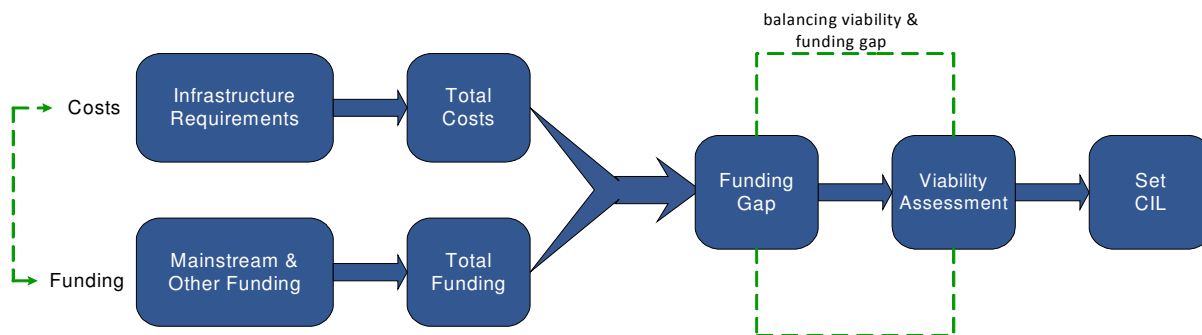 balancing viability &
funding gap
Costs
Infrastructure
Requirements
Total
Costs
Funding
Gap
Viability
Assessment
Set
CIL
Funding
Mainstream &
Other Funding
Total
Funding